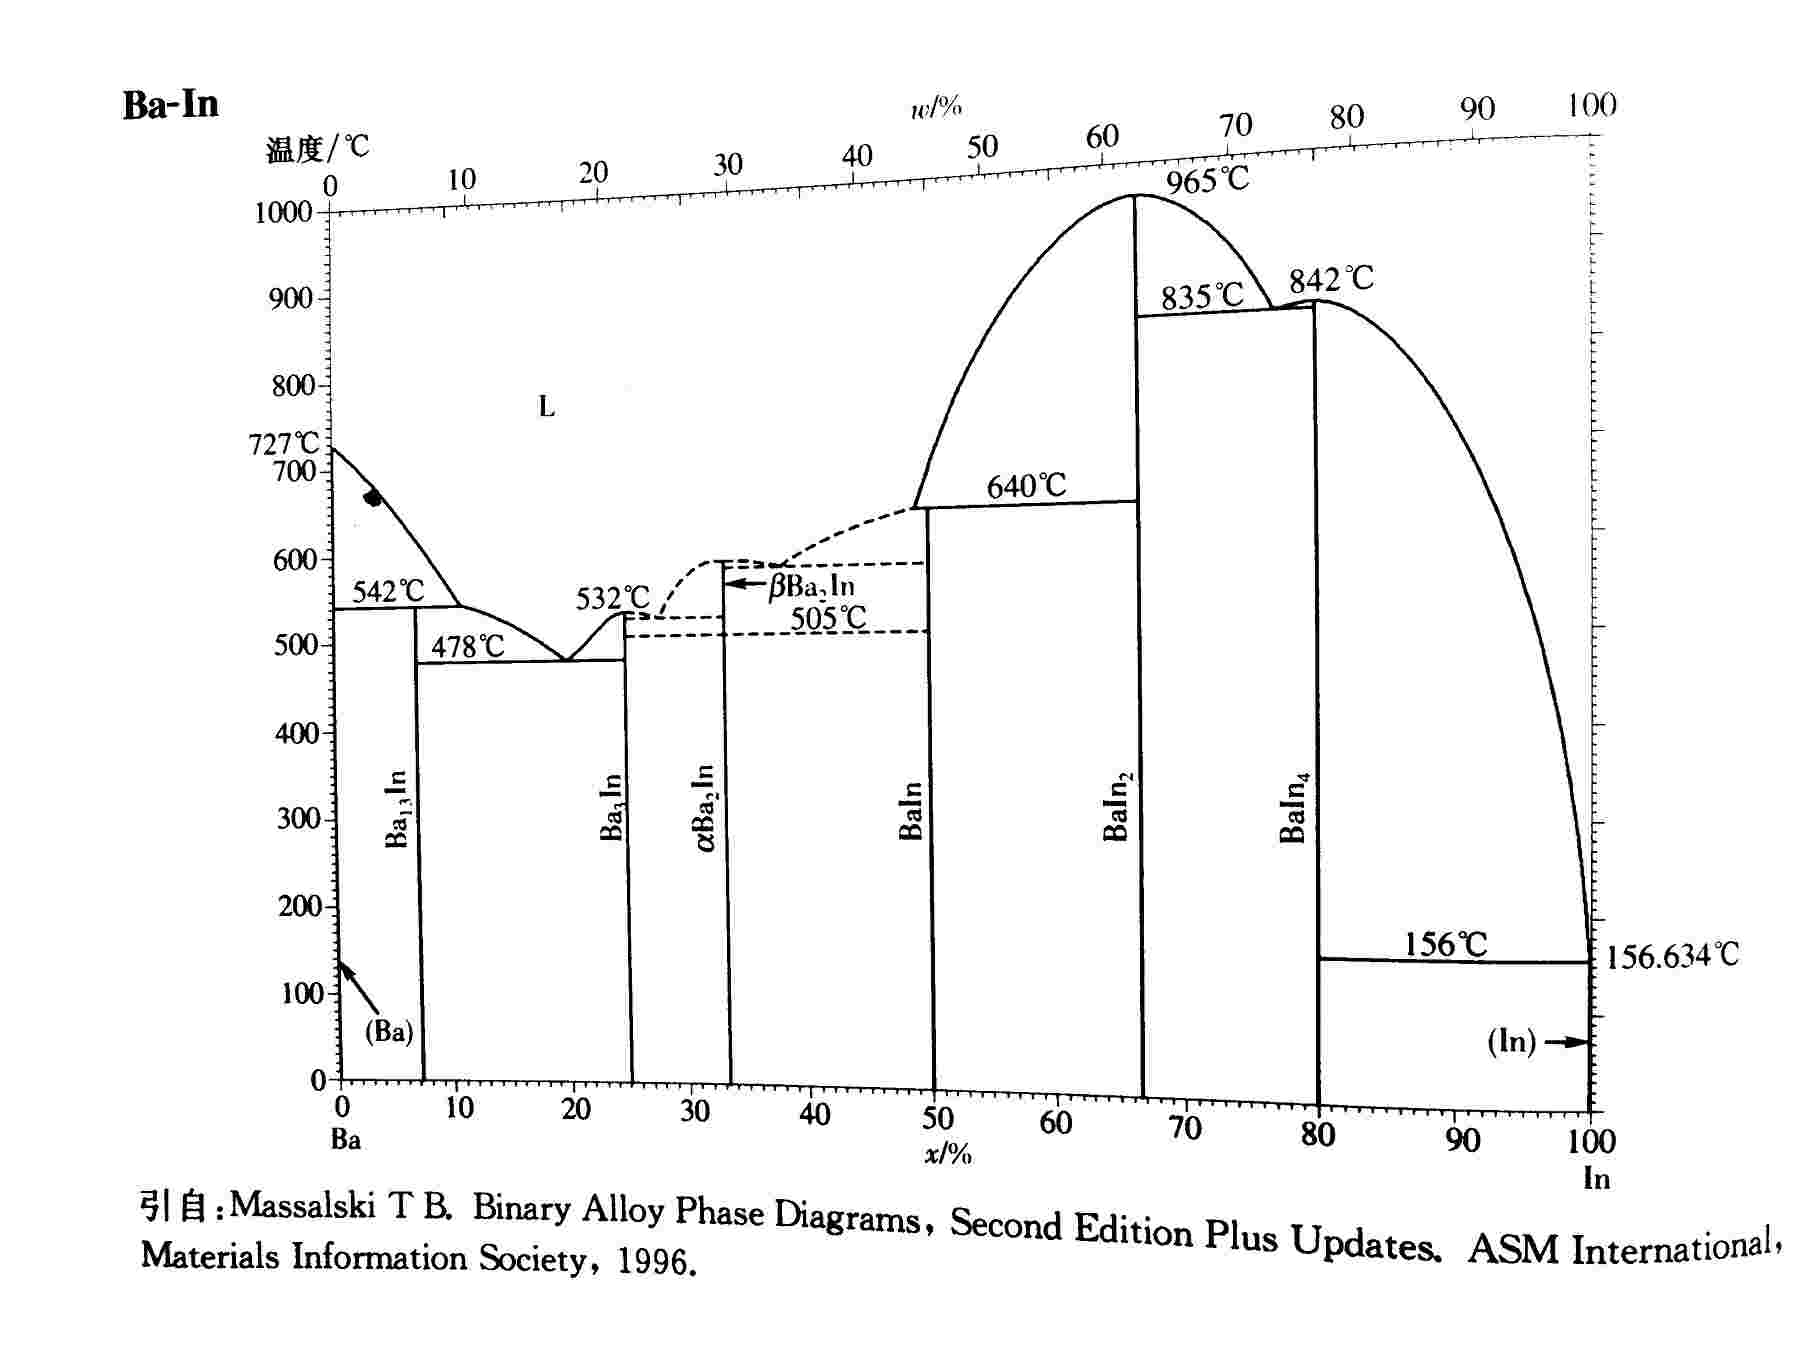 Ba-In
w/%
温度/℃
0 10 20 30 40 50 60 70 80 90 100
1000
965℃
900
842℃
835℃
800
L
727℃
700
640℃
600
βBa₂In
542℃
532℃
505℃
500
478℃
400
Ba₁₃In
Ba₃In
αBa₂In
BaIn
BaIn₂
BaIn₄
300
200
156℃
156.634℃
100
(Ba)
(In)
0
0 10 20 30 40 50 60 70 80 90 100
Ba
x/%
In
引自:Massalski T B. Binary Alloy Phase Diagrams, Second Edition Plus Updates. ASM International,
Materials Information Society, 1996.